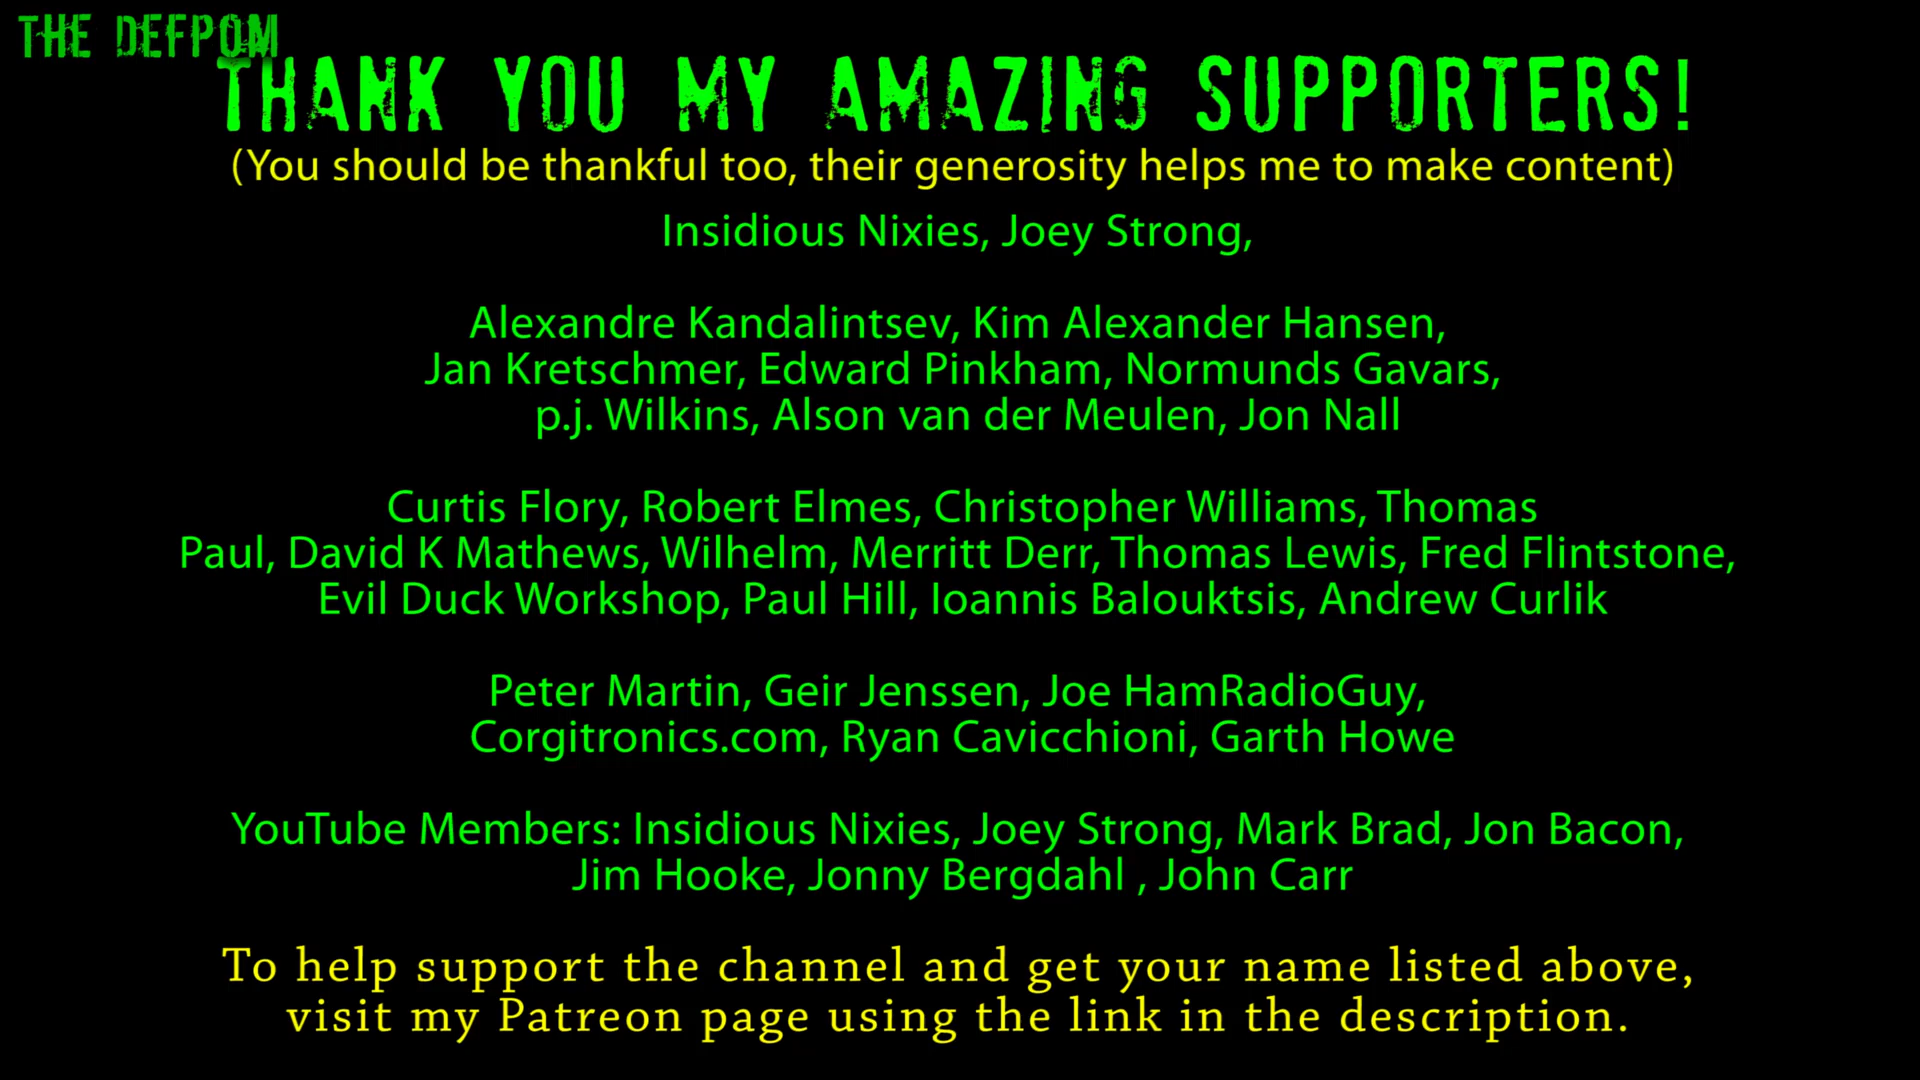 THE DEFPOM
THANK YOU MY AMAZING SUPPORTERS!
(You should be thankful too, their generosity helps me to make content)
Insidious Nixies, Joey Strong,
Alexandre Kandalintsev, Kim Alexander Hansen,
Jan Kretschmer, Edward Pinkham, Normunds Gavars,
p.j. Wilkins, Alson van der Meulen, Jon Nall
Curtis Flory, Robert Elmes, Christopher Williams, Thomas
Paul, David K Mathews, Wilhelm, Merritt Derr, Thomas Lewis, Fred Flintstone,
Evil Duck Workshop, Paul Hill, Ioannis Balouktsis, Andrew Curlik
Peter Martin, Geir Jenssen, Joe HamRadioGuy,
Corgitronics.com, Ryan Cavicchioni, Garth Howe
YouTube Members: Insidious Nixies, Joey Strong, Mark Brad, Jon Bacon,
Jim Hooke, Jonny Bergdahl , John Carr
To help support the channel and get your name listed above,
visit my Patreon page using the link in the description.